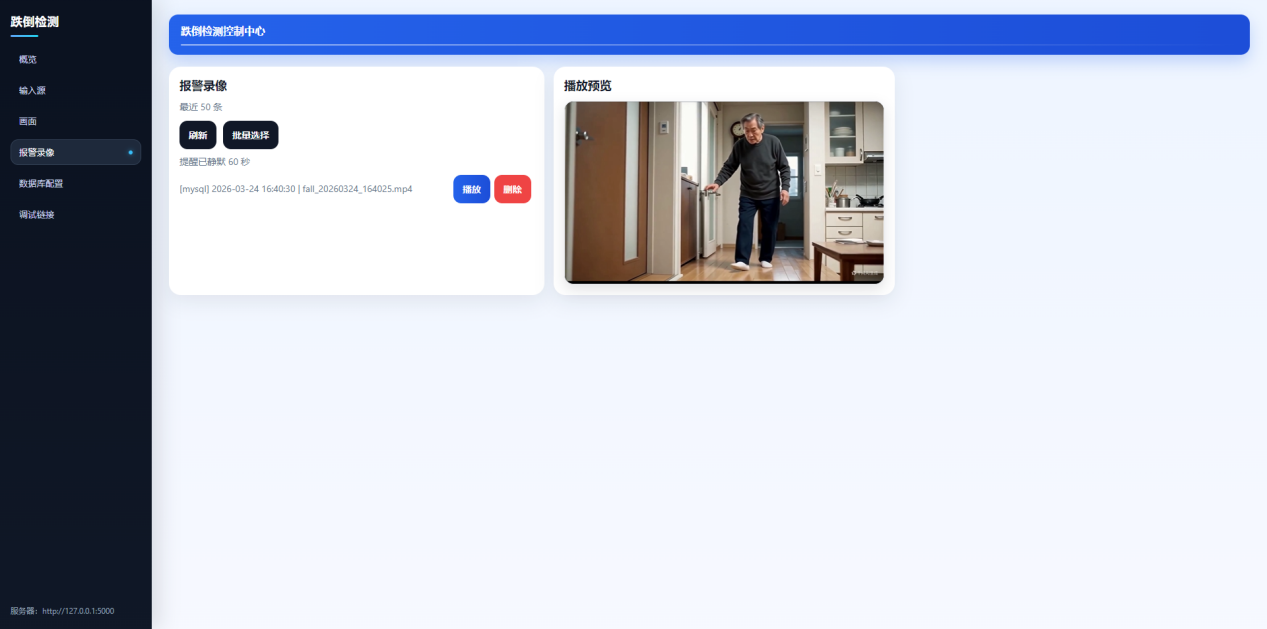 跌倒检测
概览
输入源
画面
报警录像
数据库配置
调试链接
服务器：http://127.0.0.1:5000
跌倒检测控制中心
报警录像
最近 50 条
刷新
批量选择
提醒已静默 60 秒
[mysql] 2026-03-24 16:40:30 | fall_20260324_164025.mp4
播放
删除
播放预览